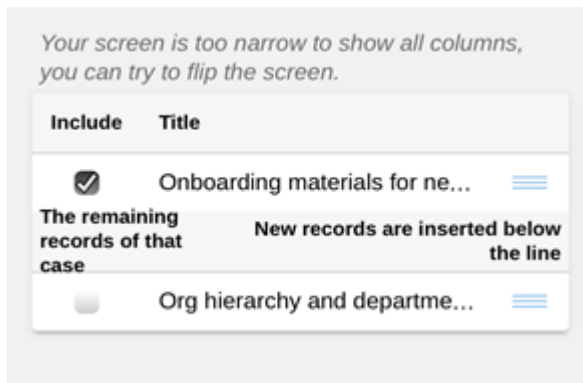 Your screen is too narrow to show all columns,
you can try to flip the screen.
Include Title
Onboarding materials for ne...
The remaining
records of that
case
New records are inserted below
the line
Org hierarchy and departme...